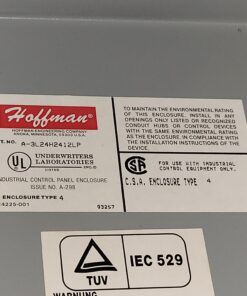 Hoffman
HOFFMAN ENGINEERING COMPANY
ANOKA, MINNESOTA, 55303 U.S.A.
T. NO. A-3L24H2412LP
UL
UNDERWRITERS
LABORATORIES INC.
LISTED
INDUSTRIAL CONTROL PANEL ENCLOSURE
ISSUE NO. A-298
ENCLOSURE TYPE 4
4225-001
93257
TO MAINTAIN THE ENVIRONMENTAL RATING
OF THIS ENCLOSURE, INSTALL IN ANY
OPENINGS ONLY LISTED OR RECOGNIZED
CONDUIT HUBS OR CONTROL DEVICES
WITH THE SAME ENVIRONMENTAL RATING
AS THE ENCLOSURE, IN COMPLIANCE WITH
THE INSTALLATION INSTRUCTIONS OF THE
DEVICE.
FOR USE WITH INDUSTRIAL
CONTROL EQUIPMENT ONLY.
C.S.A. ENCLOSURE TYPE 4
TUV
IEC 529
WARNING